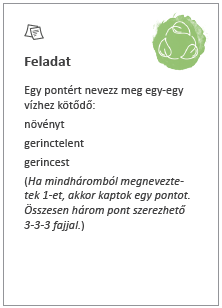 Feladat
Egy pontért nevezz meg egy-egy
vízhez kötődő:
növényt
gerinctelent
gerincest
(Ha mindháromból megnevezte-
tek 1-et, akkor kaptok egy pontot.
Összesen három pont szerezhető
3-3-3 fajjal.)